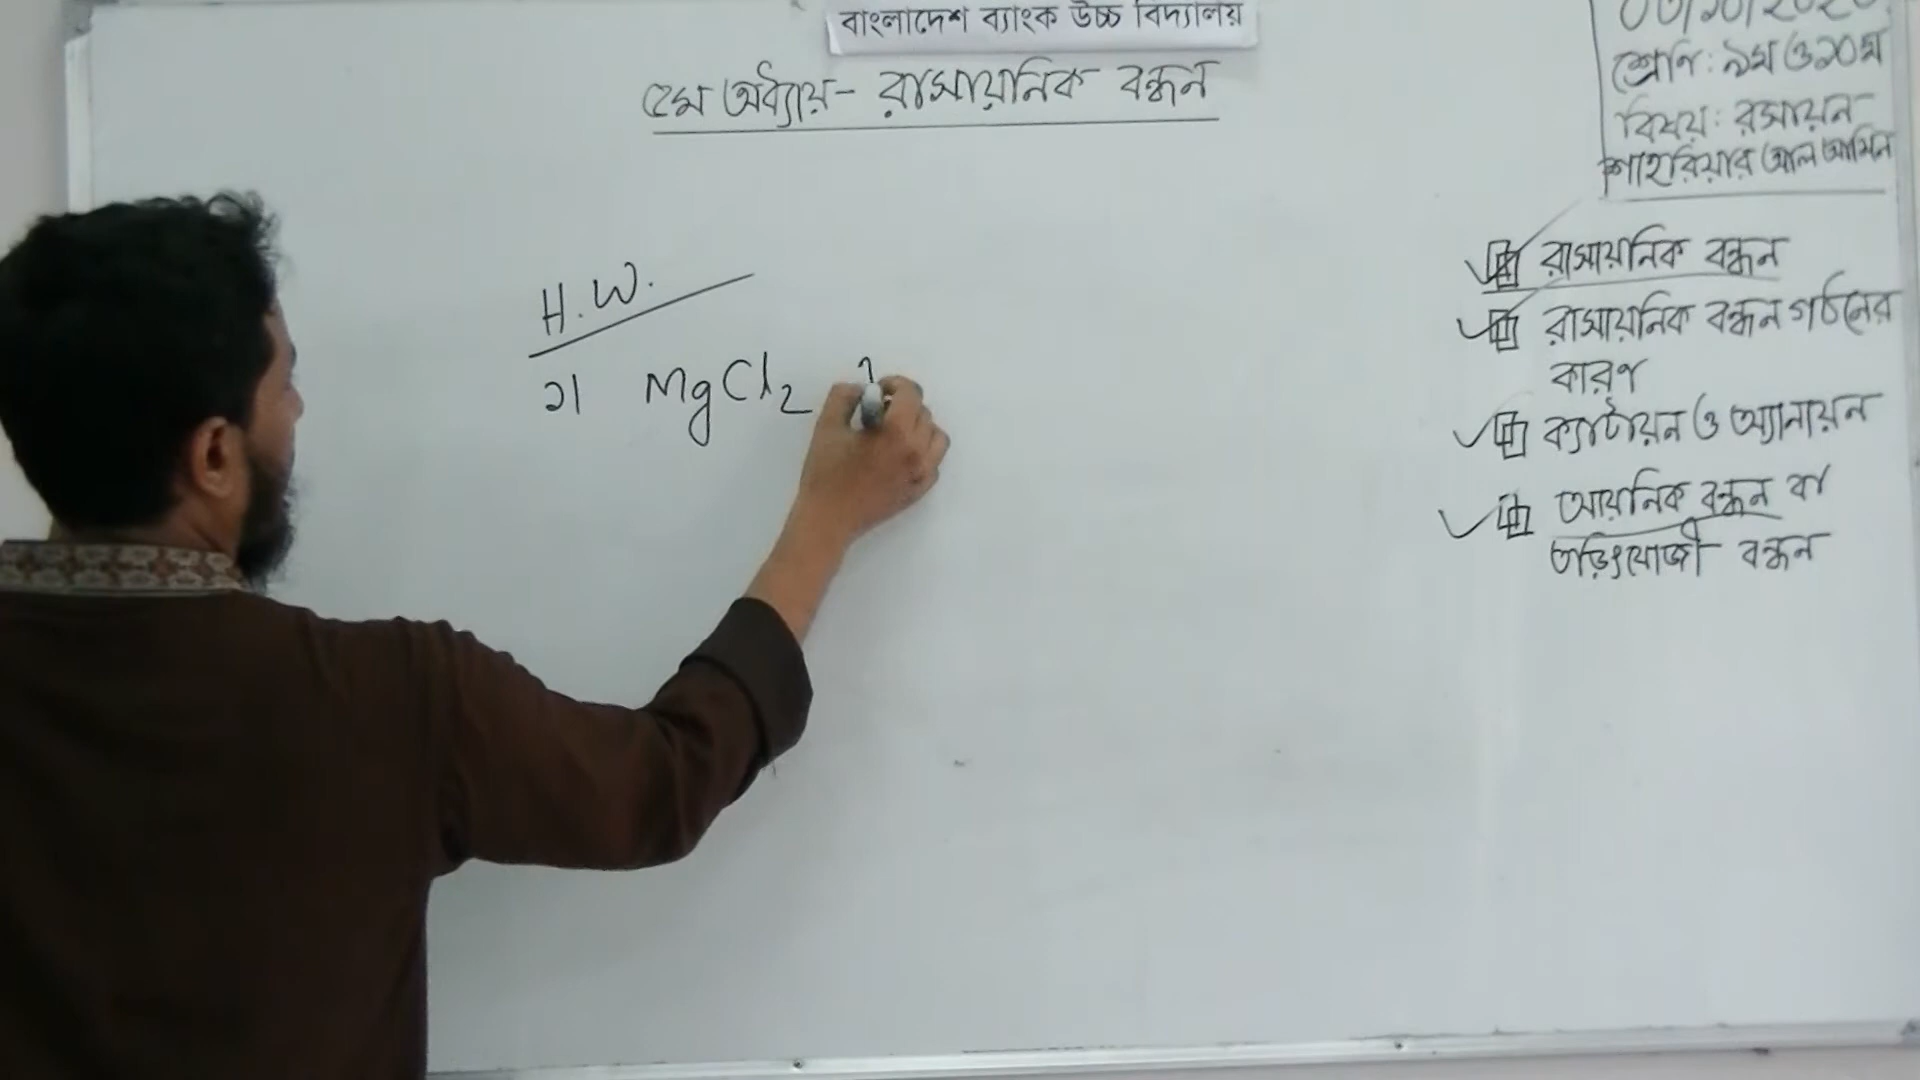 বাংলাদেশ ব্যাংক উচ্চ বিদ্যালয়
৫ম অধ্যায় - রাসায়নিক বন্ধন
শ্রেণি: ৯ম ও ১০ম
বিষয়: রসায়ন
শাহরিয়ার আল আমিন
রাসায়নিক বন্ধন
রাসায়নিক বন্ধন গঠনের
কারণ
ক্যাটায়ন ও অ্যানায়ন
আয়নিক বন্ধন বা
তড়িৎযোজী বন্ধন
H.W.
১। MgCl₂